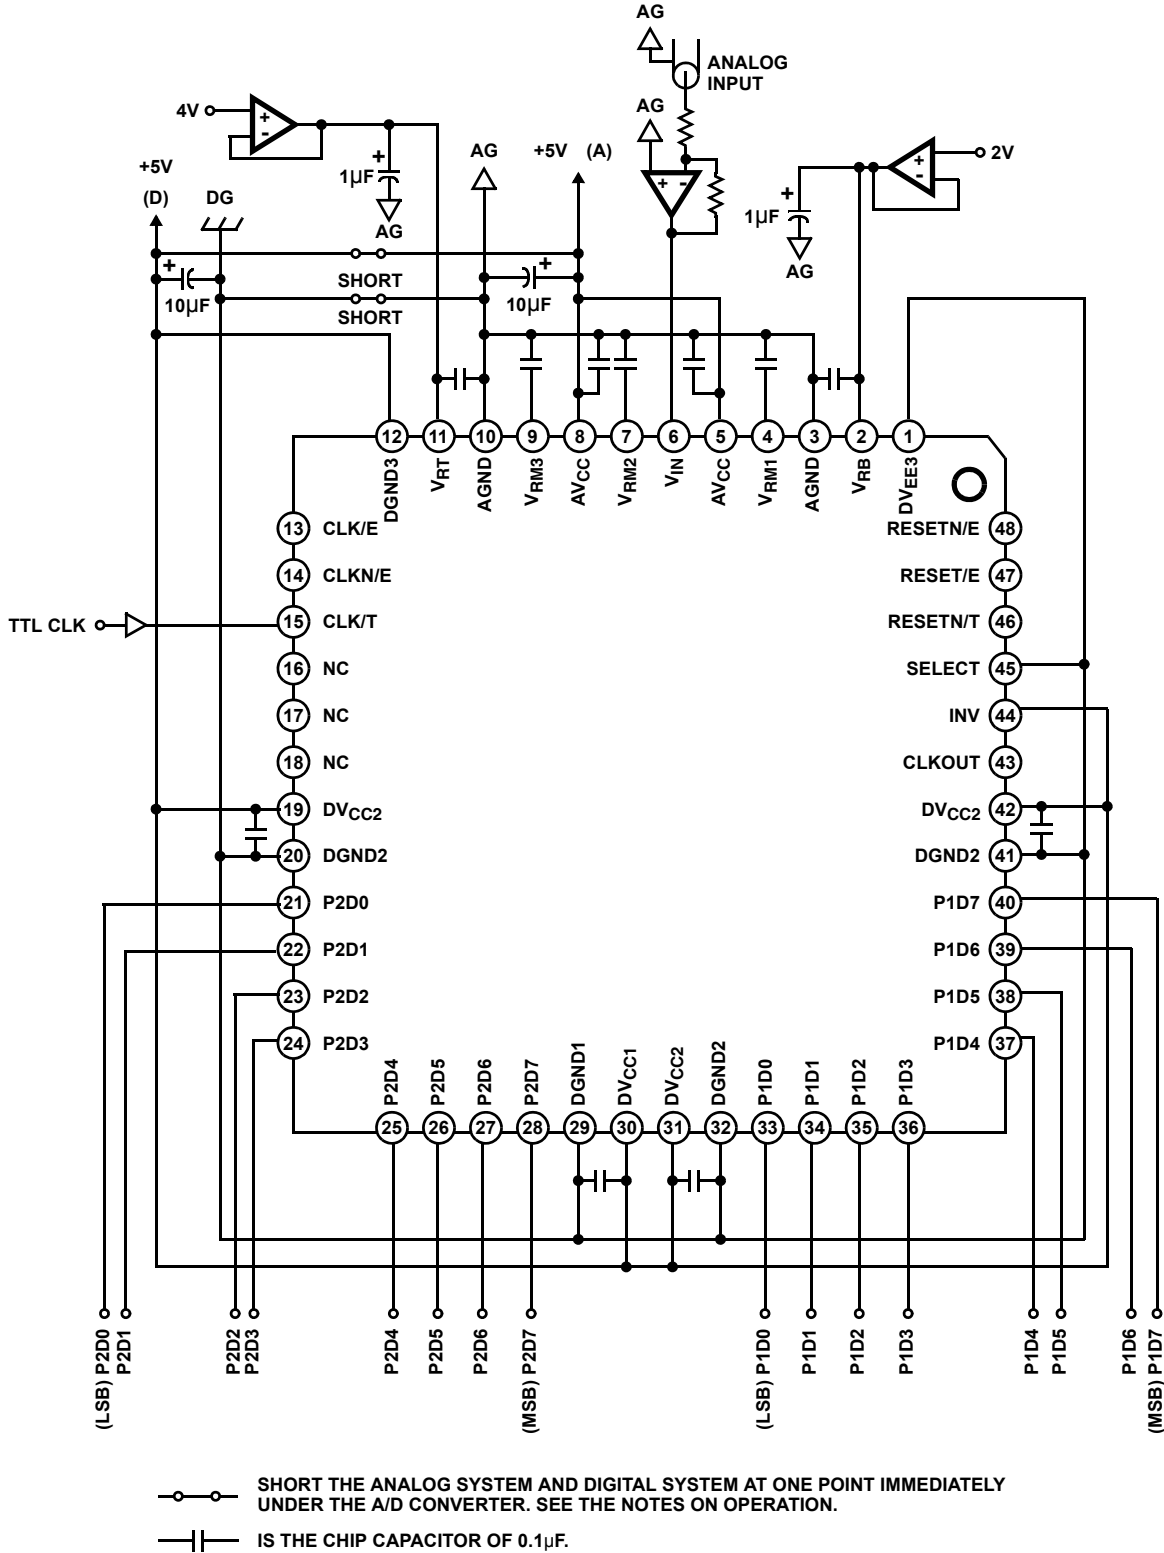 AG
ANALOG
INPUT
AG
4V
+
-
+5V
(D)
DG
+
1µF
AG
AG
+5V (A)
+ -
+
1µF
AG
+
-
2V
+
10µF
SHORT
SHORT
+
10µF
12 11 10 9 8 7 6 5 4 3 2 1
DGND3
VRT
AGND
VRM3
AVCC
VRM2
VIN
AVCC
VRM1
AGND
VRB
DVEE3
13 CLK/E
14 CLKN/E
TTL CLK
15 CLK/T
16 NC
17 NC
18 NC
19 DVCC2
20 DGND2
21 P2D0
22 P2D1
23 P2D2
24 P2D3
RESETN/E 48
RESET/E 47
RESETN/T 46
SELECT 45
INV 44
CLKOUT 43
DVCC2 42
DGND2 41
P1D7 40
P1D6 39
P1D5 38
P1D4 37
P2D4
P2D5
P2D6
P2D7
DGND1
DVCC1
DVCC2
DGND2
P1D0
P1D1
P1D2
P1D3
25 26 27 28 29 30 31 32 33 34 35 36
(LSB) P2D0
P2D1
P2D2
P2D3
P2D4
P2D5
P2D6
(MSB) P2D7
(LSB) P1D0
P1D1
P1D2
P1D3
P1D4
P1D5
P1D6
(MSB) P1D7
SHORT THE ANALOG SYSTEM AND DIGITAL SYSTEM AT ONE POINT IMMEDIATELY
UNDER THE A/D CONVERTER. SEE THE NOTES ON OPERATION.
IS THE CHIP CAPACITOR OF 0.1µF.